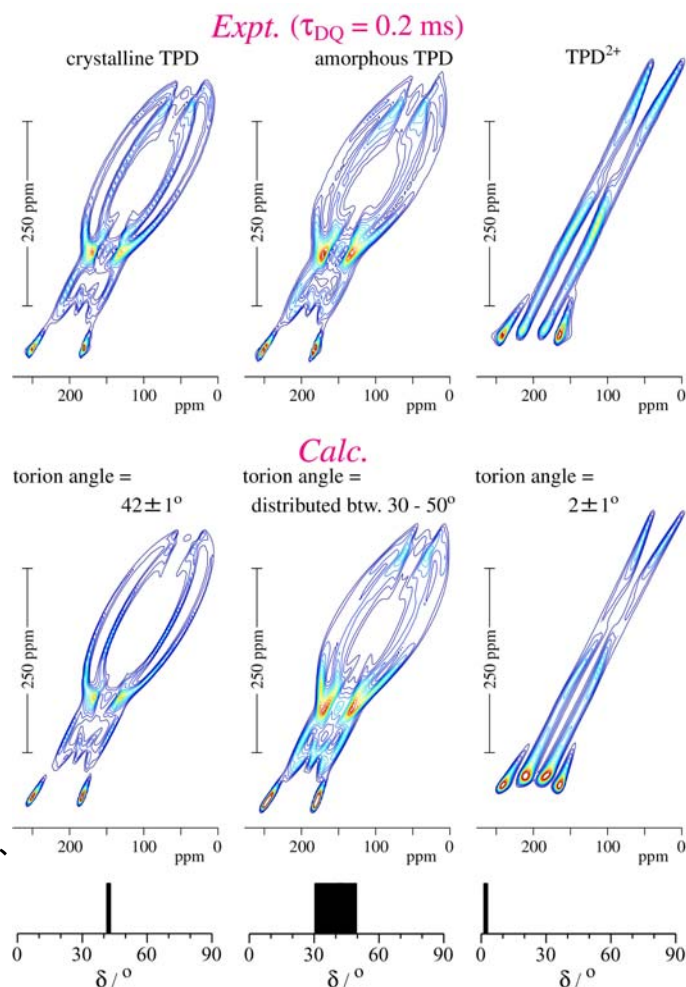 Expt. (τDQ = 0.2 ms)
crystalline TPD amorphous TPD TPD2+
250 ppm 250 ppm 250 ppm
200 100 0 200 100 0 200 100 0
ppm ppm ppm
Calc.
torion angle = torion angle = torion angle =
42±1° distributed btw. 30 - 50° 2±1°
250 ppm 250 ppm 250 ppm
200 100 0 200 100 0 200 100 0
ppm ppm ppm
0 30 60 90 0 30 60 90 0 30 60 90
δ / ° δ / ° δ / °